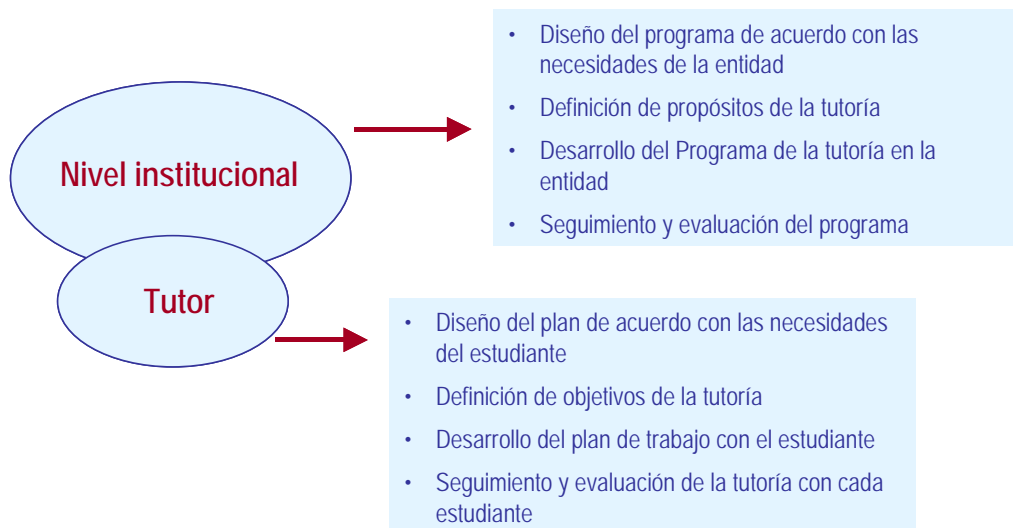 Nivel institucional
• Diseño del programa de acuerdo con las
necesidades de la entidad
• Definición de propósitos de la tutoría
• Desarrollo del Programa de la tutoría en la
entidad
• Seguimiento y evaluación del programa
Tutor
• Diseño del plan de acuerdo con las necesidades
del estudiante
• Definición de objetivos de la tutoría
• Desarrollo del plan de trabajo con el estudiante
• Seguimiento y evaluación de la tutoría con cada
estudiante